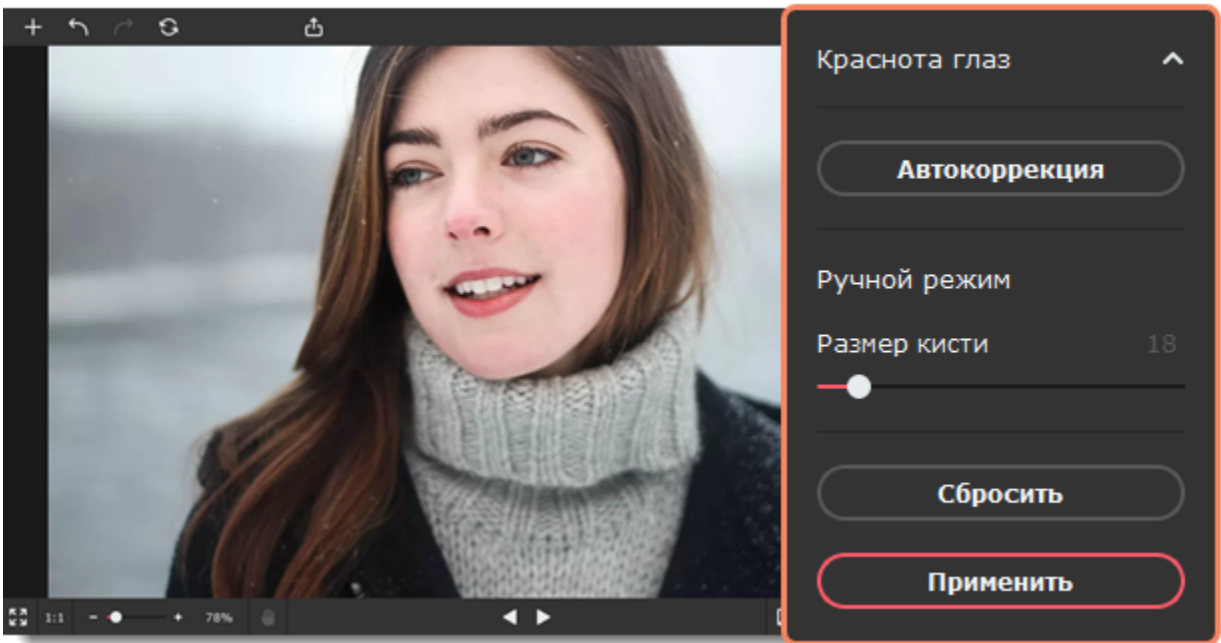 Краснота глаз
Автокоррекция
Ручной режим
Размер кисти 18
Сбросить
Применить
1:1 - + 78%